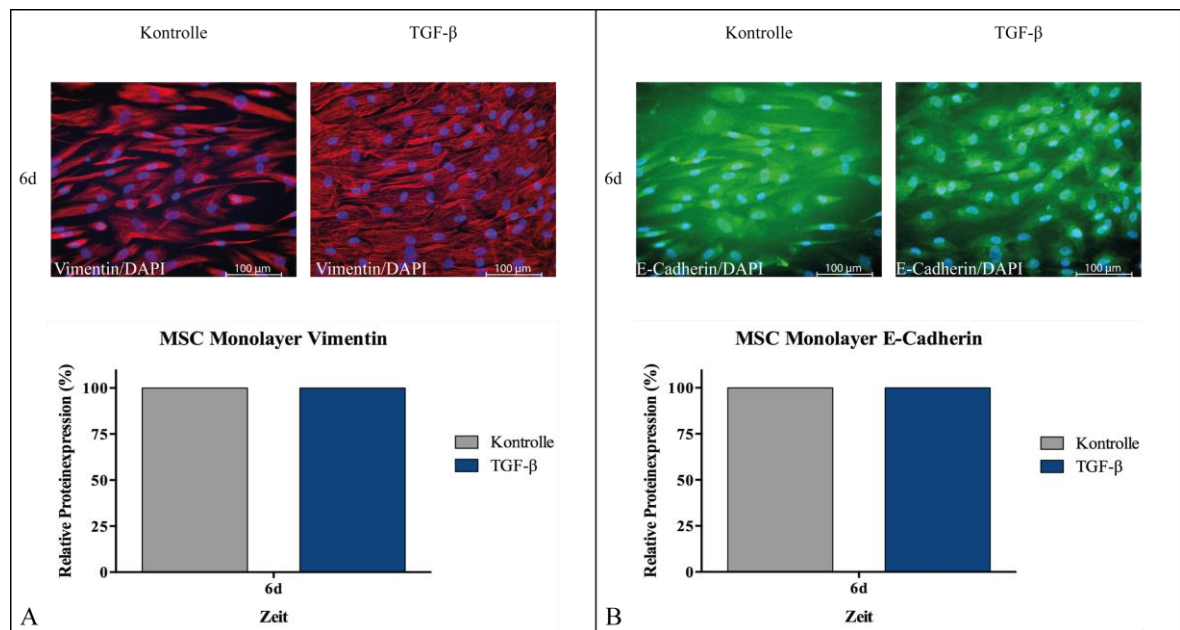 Kontrolle TGF-β
6d
Vimentin/DAPI 100 µm
Vimentin/DAPI 100 µm
MSC Monolayer Vimentin
Relative Proteinexpression (%)
100
75
50
25
0
6d
Zeit
Kontrolle
TGF-β
A
Kontrolle TGF-β
6d
E-Cadherin/DAPI 100 µm
E-Cadherin/DAPI 100 µm
MSC Monolayer E-Cadherin
Relative Proteinexpression (%)
100
75
50
25
0
6d
Zeit
Kontrolle
TGF-β
B